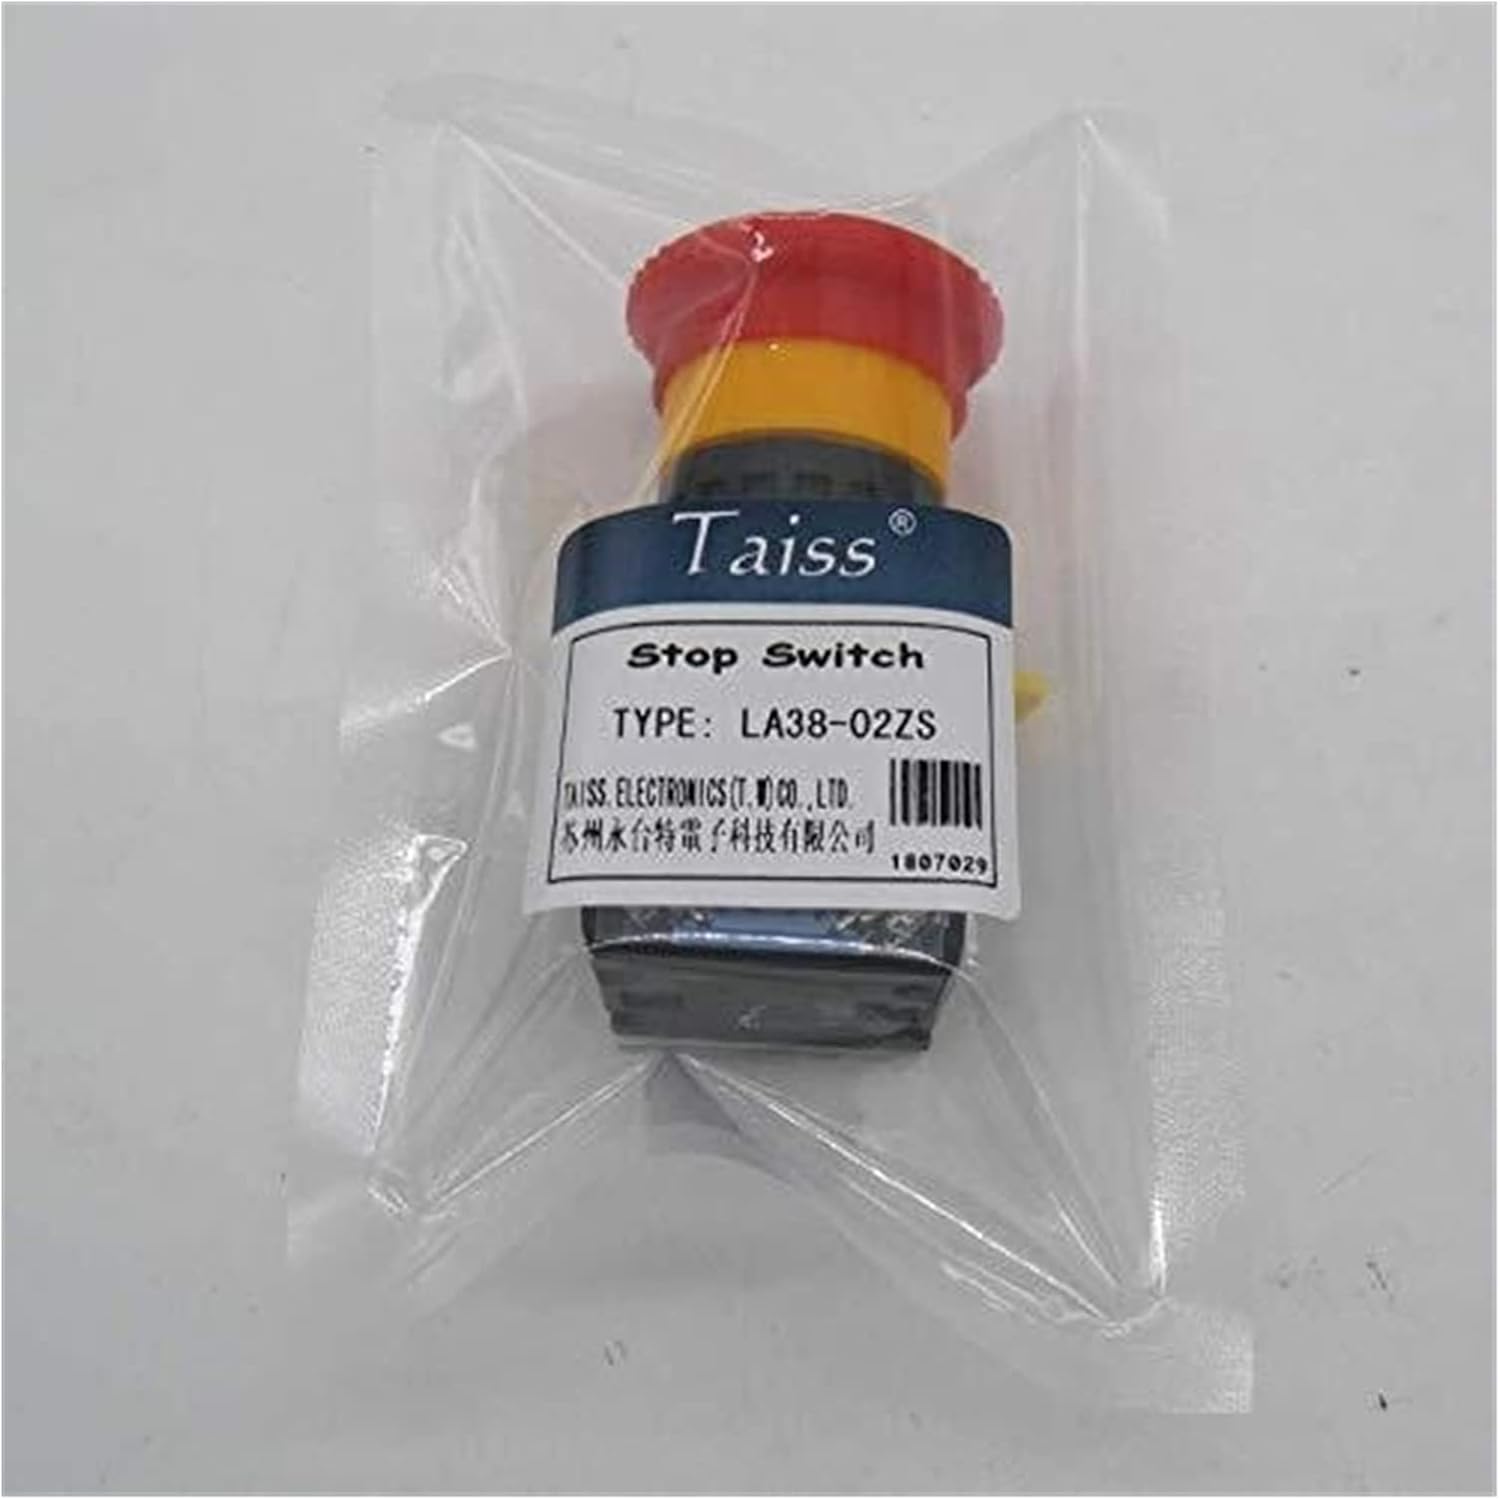 Taiss®
Stop Switch
TYPE: LA38-02ZS
TAISS.ELECTRONICS(T.W)CO.,LTD.
苏州永台特電子科技有限公司
1807029